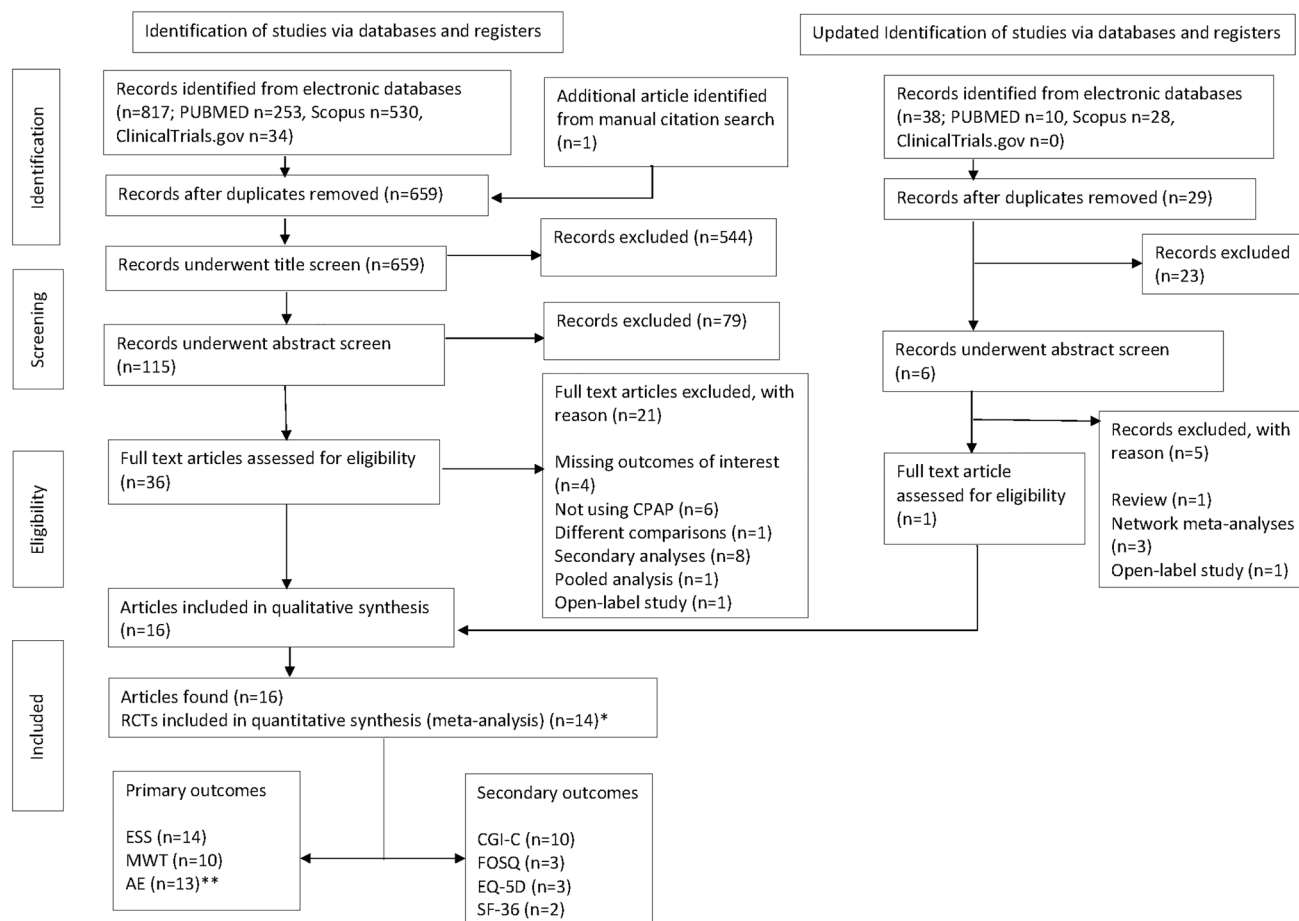 Identification of studies via databases and registers
Updated Identification of studies via databases and registers
Identification
Records identified from electronic databases
(n=817; PUBMED n=253, Scopus n=530,
ClinicalTrials.gov n=34)
Additional article identified
from manual citation search
(n=1)
Records identified from electronic databases
(n=38; PUBMED n=10, Scopus n=28,
ClinicalTrials.gov n=0)
Records after duplicates removed (n=659)
Records after duplicates removed (n=29)
Records underwent title screen (n=659)
Records excluded (n=544)
Records excluded
(n=23)
Screening
Records underwent abstract screen
(n=115)
Records excluded (n=79)
Records underwent abstract screen
(n=6)
Eligibility
Full text articles assessed for eligibility
(n=36)
Full text articles excluded, with
reason (n=21)
Missing outcomes of interest
(n=4)
Not using CPAP (n=6)
Different comparisons (n=1)
Secondary analyses (n=8)
Pooled analysis (n=1)
Open-label study (n=1)
Full text article
assessed for eligibility
(n=1)
Records excluded, with
reason (n=5)
Review (n=1)
Network meta-analyses
(n=3)
Open-label study (n=1)
Articles included in qualitative synthesis
(n=16)
Included
Articles found (n=16)
RCTs included in quantitative synthesis (meta-analysis) (n=14)*
Primary outcomes
ESS (n=14)
MWT (n=10)
AE (n=13)**
Secondary outcomes
CGI-C (n=10)
FOSQ (n=3)
EQ-5D (n=3)
SF-36 (n=2)